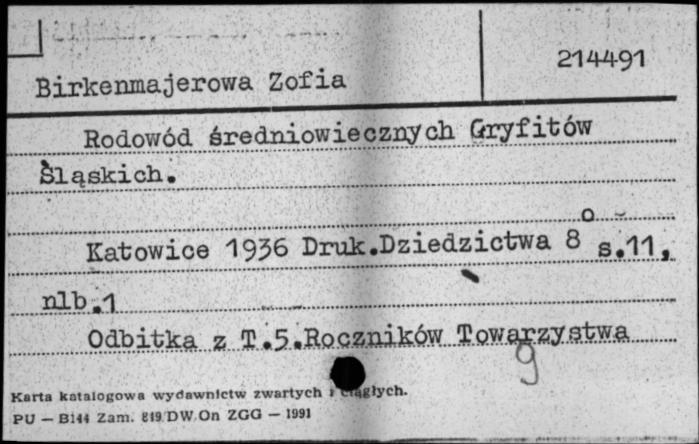 214491
Birkenmajerowa Zofia
Rodowód średniowiecznych Gryfitów
Śląskich.
Katowice 1936 Druk.Dziedzictwa 8° s.11,
nlb.1
Odbitka z T.5.Roczników Towarzystwa
9
Karta katalogowa wydawnictw zwartych i ciągłych.
PU — B144 Zam. 819/DW.On ZGG — 1991